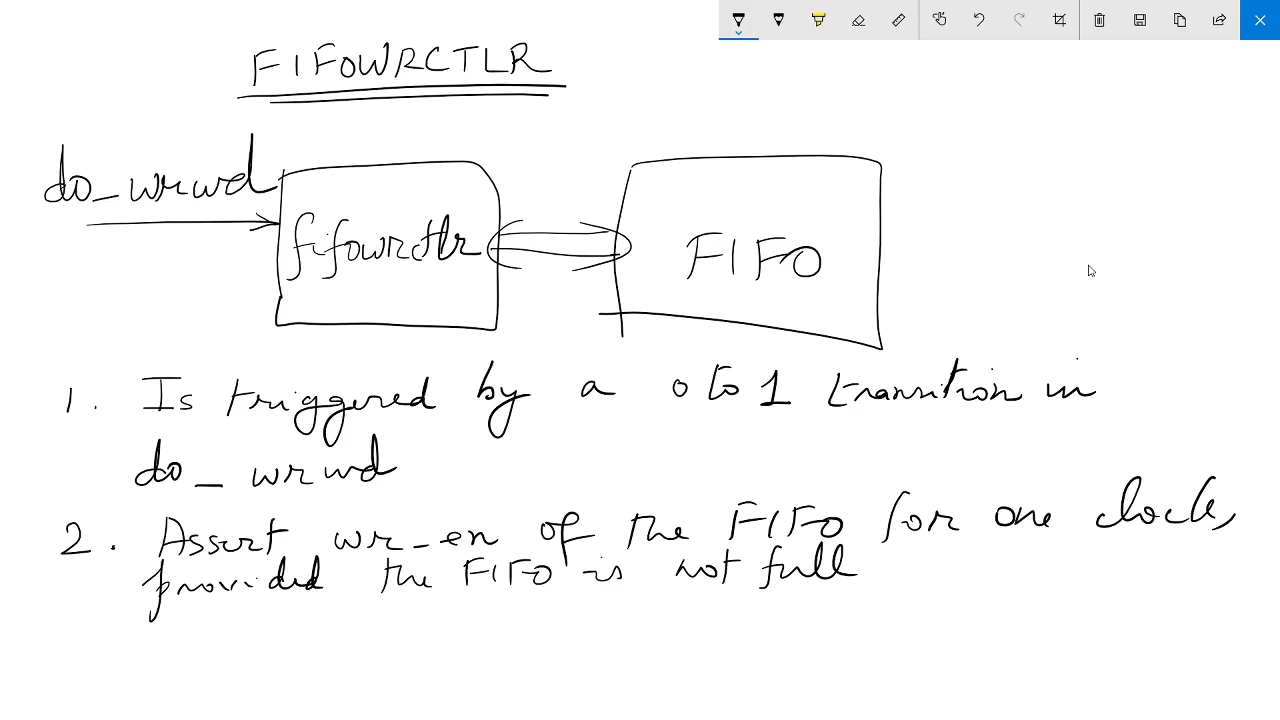 FIFOWRCTLR
do_wrwd
fifowrctlr
FIFO
1. Is triggered by a 0 to 1 transition in
do_wrwd
2. Assert wr_en of the FIFO for one clock,
provided the FIFO is not full